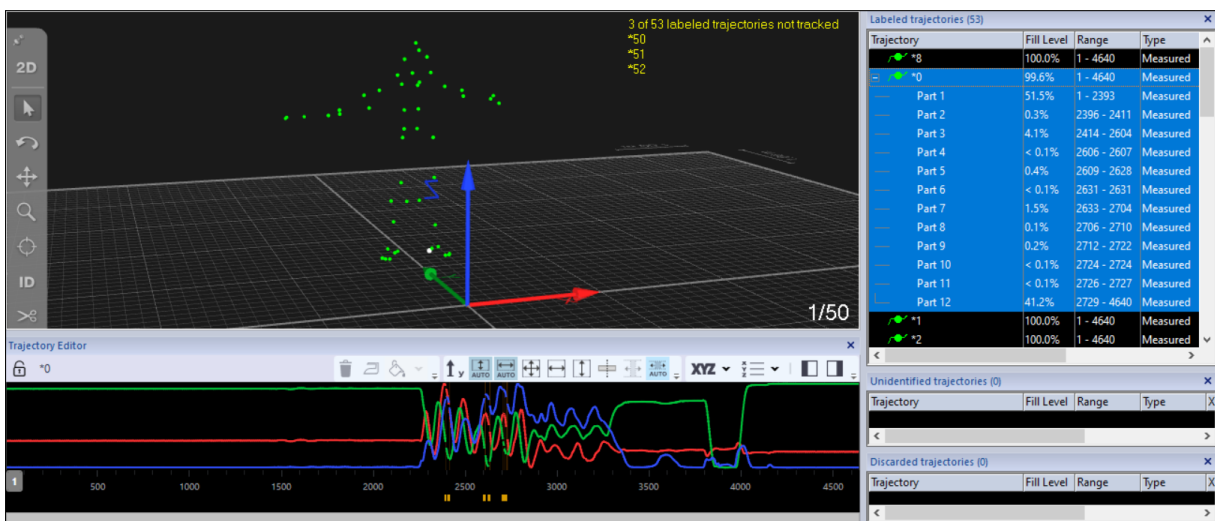 3 of 53 labeled trajectories not tracked
*50
*51
*52
2D
ID
1/50
Labeled trajectories (53)
Trajectory Fill Level Range Type
*8 100.0% 1 - 4640 Measured
*0 99.6% 1 - 4640 Measured
Part 1 51.5% 1 - 2393 Measured
Part 2 0.3% 2396 - 2411 Measured
Part 3 4.1% 2414 - 2604 Measured
Part 4 < 0.1% 2606 - 2607 Measured
Part 5 0.4% 2609 - 2628 Measured
Part 6 < 0.1% 2631 - 2631 Measured
Part 7 1.5% 2633 - 2704 Measured
Part 8 0.1% 2706 - 2710 Measured
Part 9 0.2% 2712 - 2722 Measured
Part 10 < 0.1% 2724 - 2724 Measured
Part 11 < 0.1% 2726 - 2727 Measured
Part 12 41.2% 2729 - 4640 Measured
*1 100.0% 1 - 4640 Measured
*2 100.0% 1 - 4640 Measured
Trajectory Editor
*0
y
AUTO
AUTO
AUTO
XYZ
X
Y
Z
1
500 1000 1500 2000 2500 3000 3500 4000 4500
Unidentified trajectories (0)
Trajectory Fill Level Range Type X
Discarded trajectories (0)
Trajectory Fill Level Range Type X